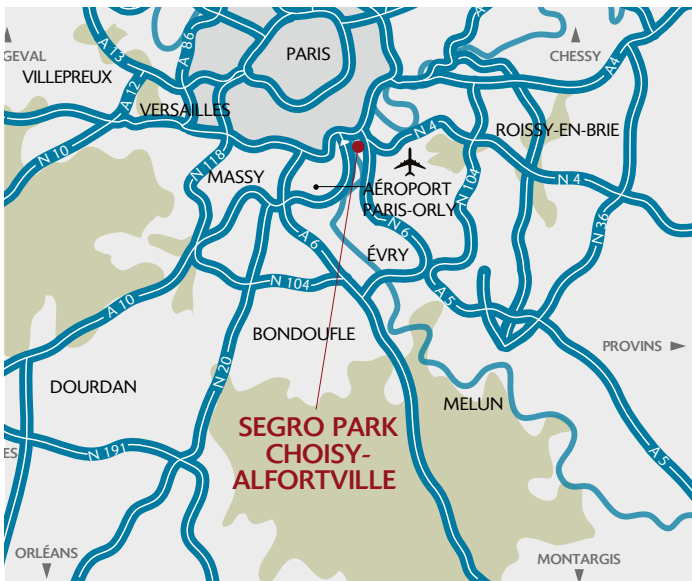 GEVAL
A 13
A 86
PARIS
CHESSY
A4
VILLEPREUX
A 12
VERSAILLES
N 4
ROISSY-EN-BRIE
N 10
N 118
MASSY
AÉROPORT
PARIS-ORLY
N 104
N 4
N 36
A 6
N 6
ÉVRY
N 104
A 5
A 10
BONDOUFLE
PROVINS
N 20
DOURDAN
MELUN
SEGRO PARK
CHOISY-
ALFORTVILLE
N 191
ES
A 5
ORLÉANS
MONTARGIS